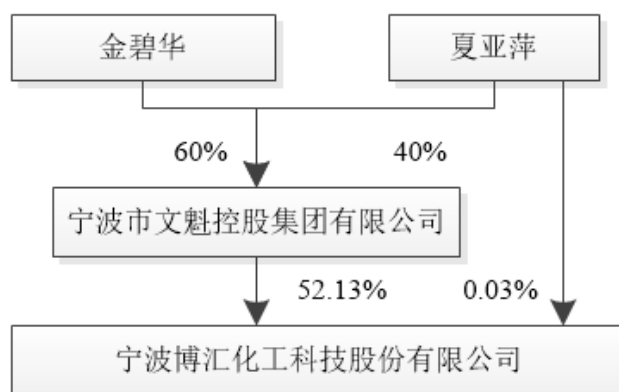 金碧华
夏亚萍
60%
40%
宁波市文魁控股集团有限公司
52.13%
0.03%
宁波博汇化工科技股份有限公司